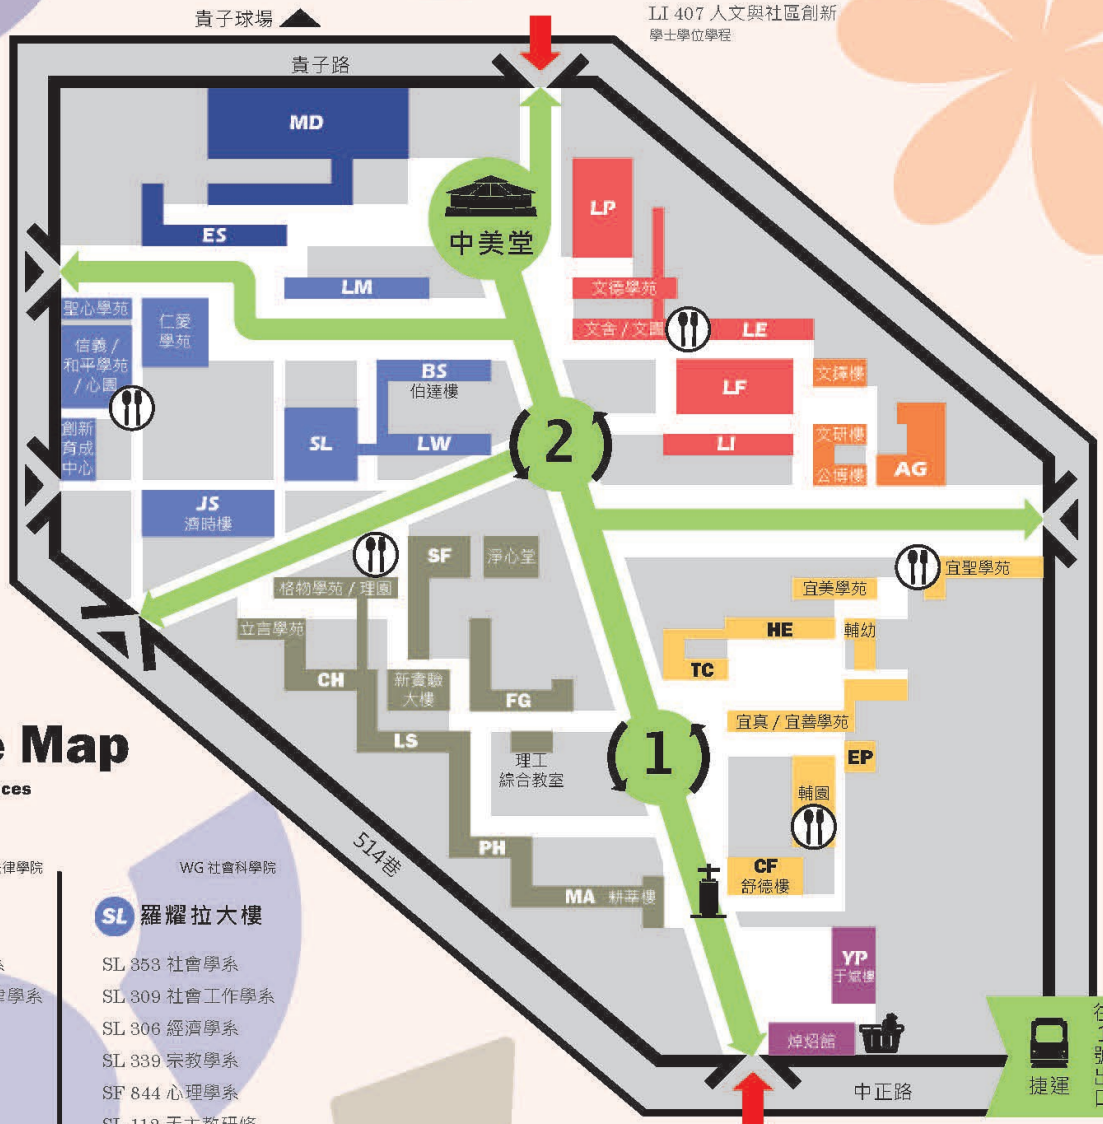 貴子球場
LI 407 人文與社區創新
學士學位學程
貴子路
MD
ES
中美堂
LP
LM
文德學苑
文舍 / 文園
LE
聖心學苑
仁愛
學苑
信義 /
和平學苑
/ 心園
BS
伯達樓
LF
文鐸樓
創新
育成
中心
SL
LW
2
LI
文研樓
公博樓
AG
JS
濟時樓
SF
淨心堂
格物學苑 / 理園
宜聖學苑
宜美學苑
立言學苑
HE
輔幼
TC
CH
新實驗
大樓
FG
宜真 / 宜善學苑
LS
理工
綜合教室
1
EP
輔園
e Map
ces
514巷
PH
CF
舒德樓
MA
耕莘樓
律學院
WG 社會科學院
SL 羅耀拉大樓
系
律學系
SL 353 社會學系
SL 309 社會工作學系
SL 306 經濟學系
SL 339 宗教學系
SF 844 心理學系
YP
于斌樓
焯炤館
中正路
捷運